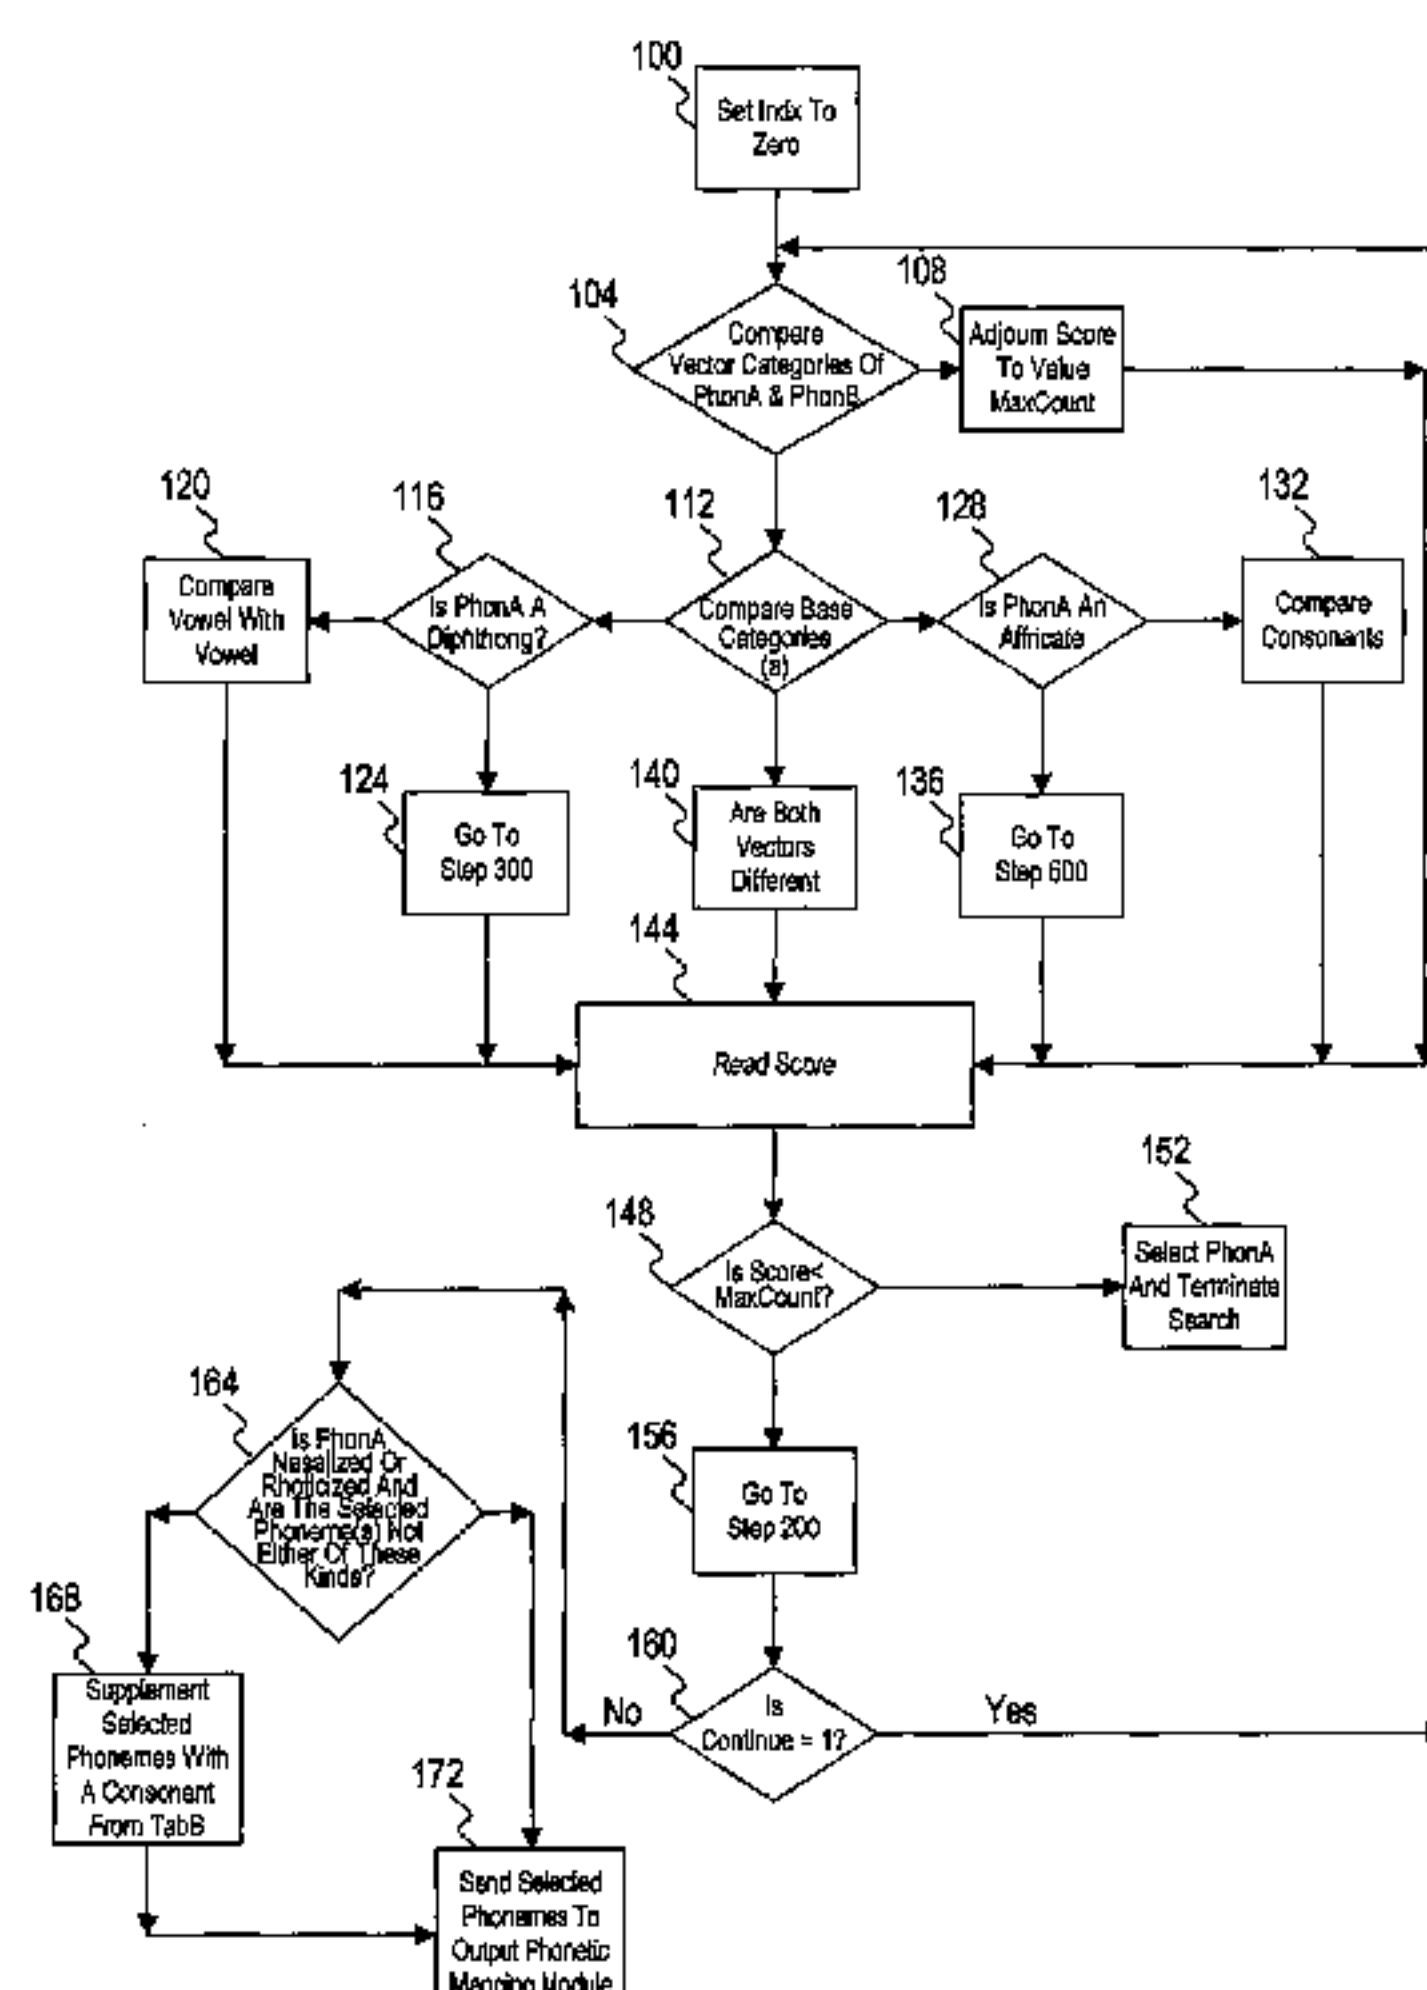 100
Set Indx To
Zero
104
Compare
Vector Categories Of
PhonA & PhonB
108
Adjourn Score
To Value
MaxCount
120
Compare
Vowel With
Vowel
116
Is PhonA A
Diphthong?
112
Compare Base
Categories
(a)
128
Is PhonA An
Affricate
132
Compare
Consonants
124
Go To
Step 300
140
Are Both
Vectors
Different
136
Go To
Step 600
144
Read Score
148
Is Score<
MaxCount?
152
Select PhonA
And Terminate
Search
164
Is PhonA
Nasalized Or
Rhoticized And
Are The Selected
Phoneme(s) Not
Either Of These
Kinds?
156
Go To
Step 200
168
Supplement
Selected
Phonemes With
A Consonant
From TabB
160
Is
Continue = 1?
No
Yes
172
Send Selected
Phonemes To
Output Phonetic
Mapping Module